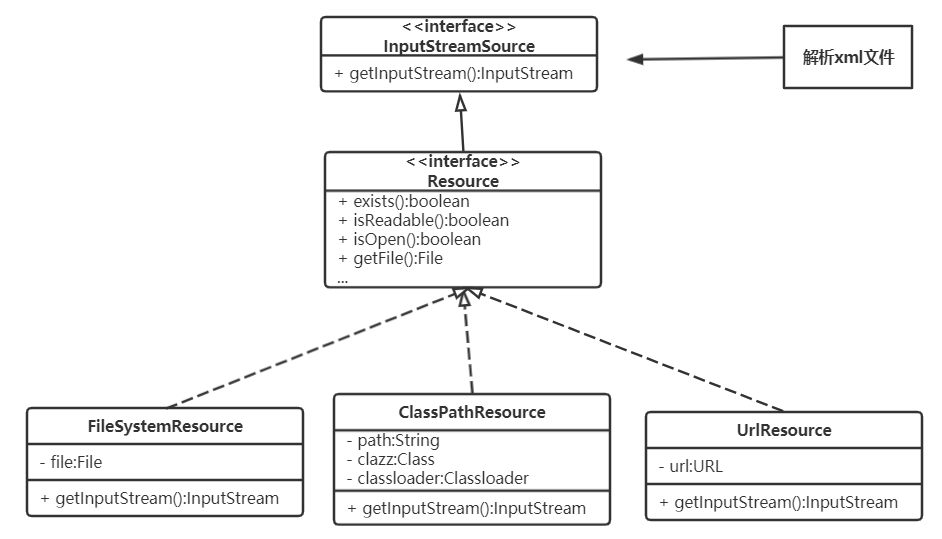 <<interface>>
InputStreamSource
+ getInputStream():InputStream
解析xml文件
<<interface>>
Resource
+ exists():boolean
+ isReadable():boolean
+ isOpen():boolean
+ getFile():File
...
FileSystemResource
- file:File
+ getInputStream():InputStream
ClassPathResource
- path:String
- clazz:Class
- classloader:Classloader
+ getInputStream():InputStream
UrlResource
- url:URL
+ getInputStream():InputStream